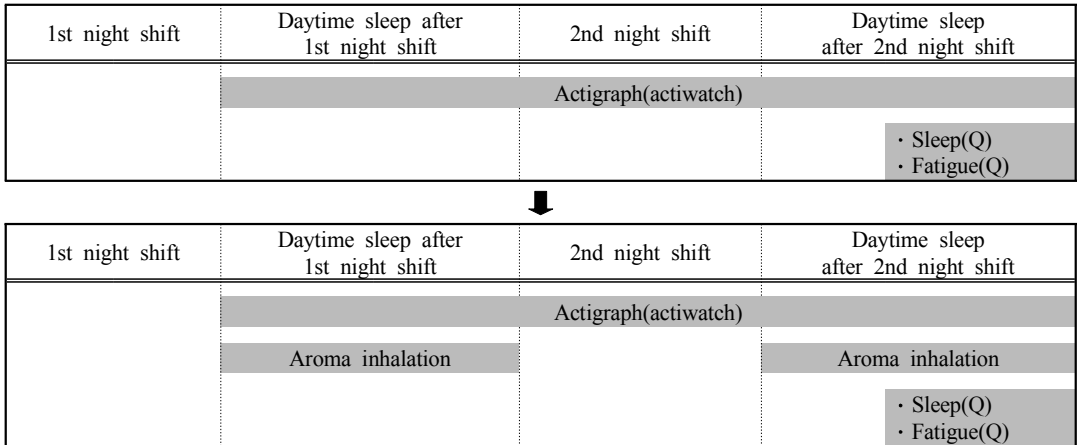 1st night shift
Daytime sleep after
1st night shift
2nd night shift
Daytime sleep
after 2nd night shift
Actigraph(actiwatch)
· Sleep(Q)
· Fatigue(Q)
1st night shift
Daytime sleep after
1st night shift
2nd night shift
Daytime sleep
after 2nd night shift
Actigraph(actiwatch)
Aroma inhalation
Aroma inhalation
· Sleep(Q)
· Fatigue(Q)